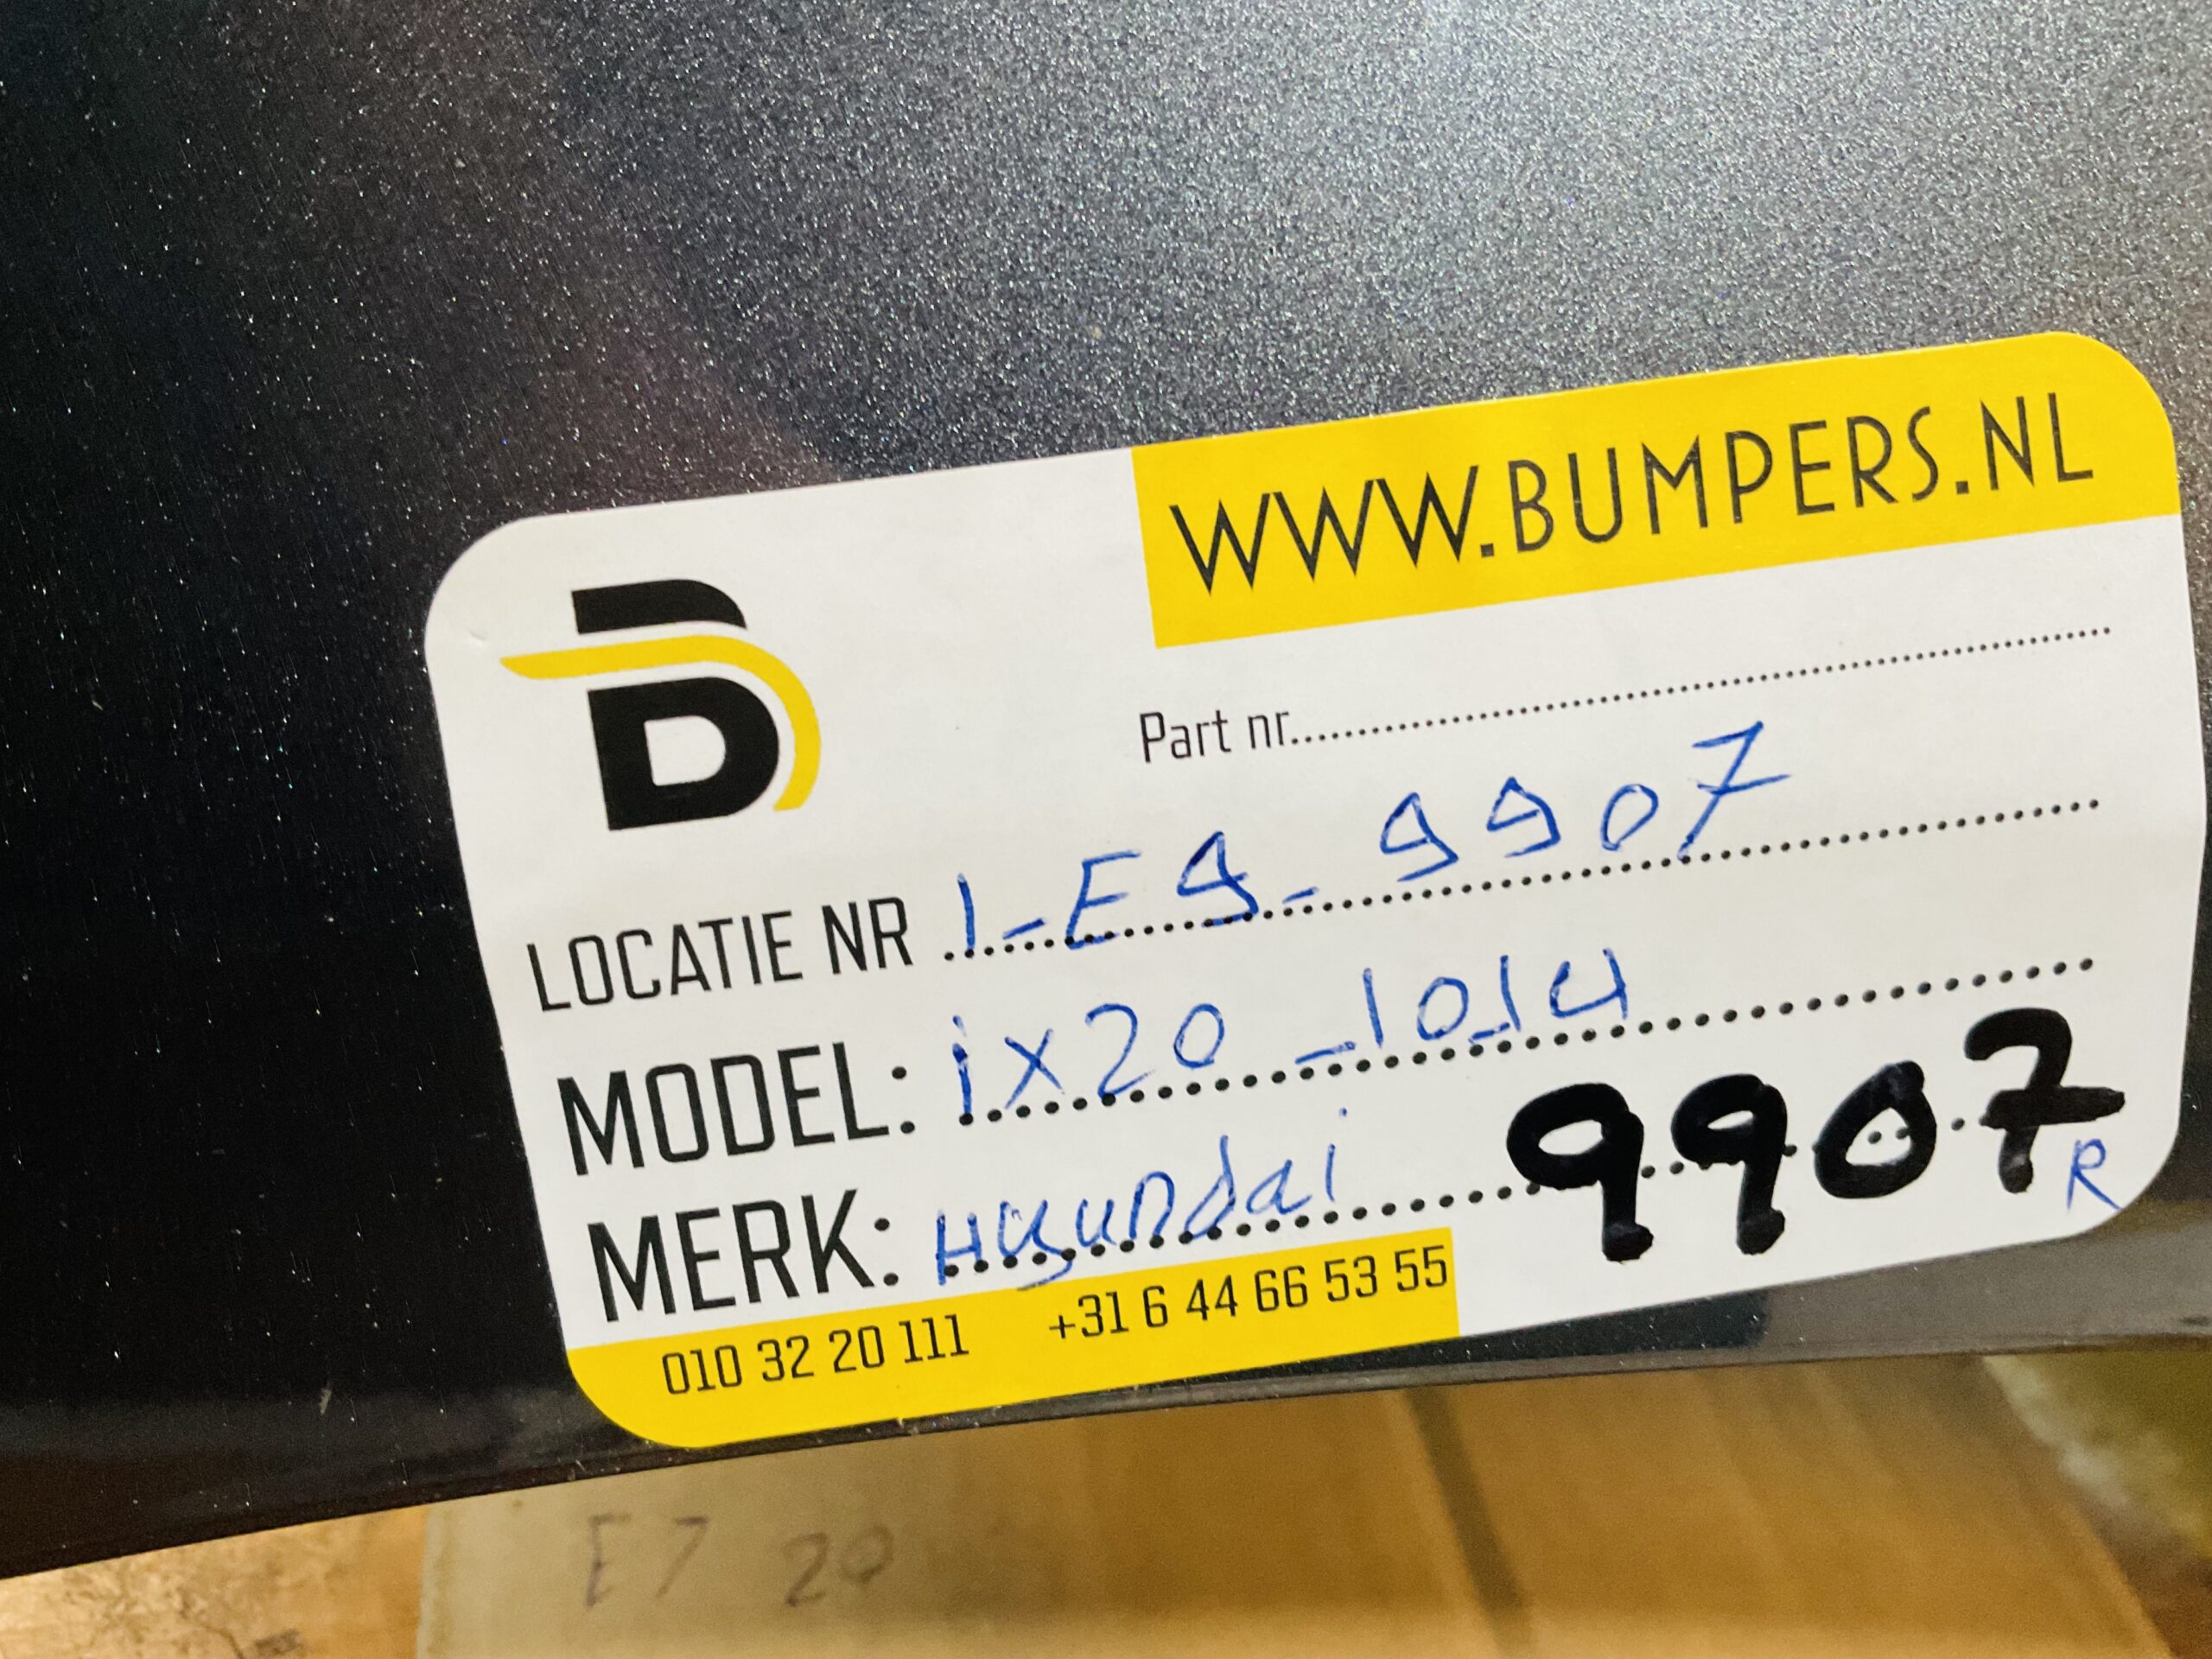 WWW.BUMPERS.NL
B
Part nr.
LOCATIE NR 1-E9-9907
MODEL: ix20 -10-14
MERK: Hyundai 9907
R
010 32 20 111 +31 6 44 66 53 55
E7 20